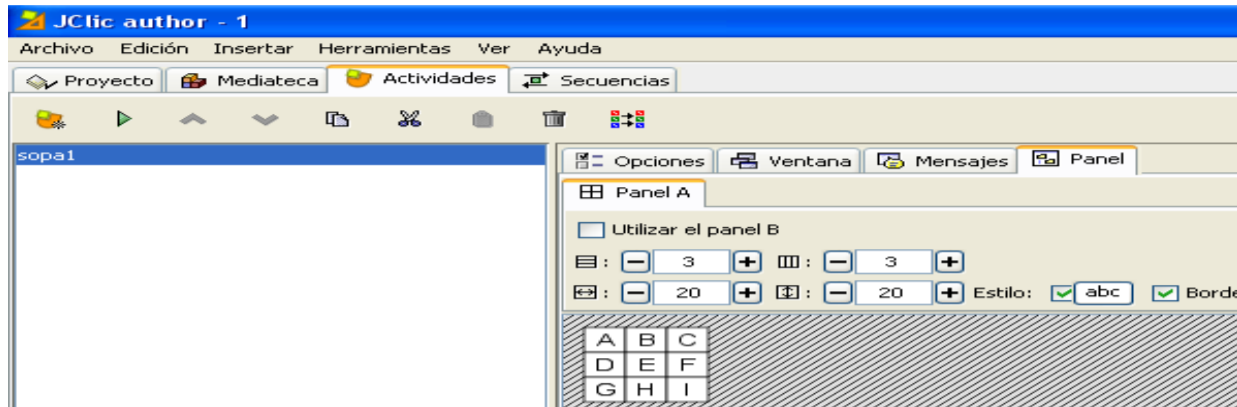 JClic author - 1
Archivo Edición Insertar Herramientas Ver Ayuda
Proyecto Mediateca Actividades Secuencias
sopa1
Opciones Ventana Mensajes Panel
Panel A
Utilizar el panel B
: 3 : 3
: 20 : 20 Estilo: abc Borde
A B C
D E F
G H I